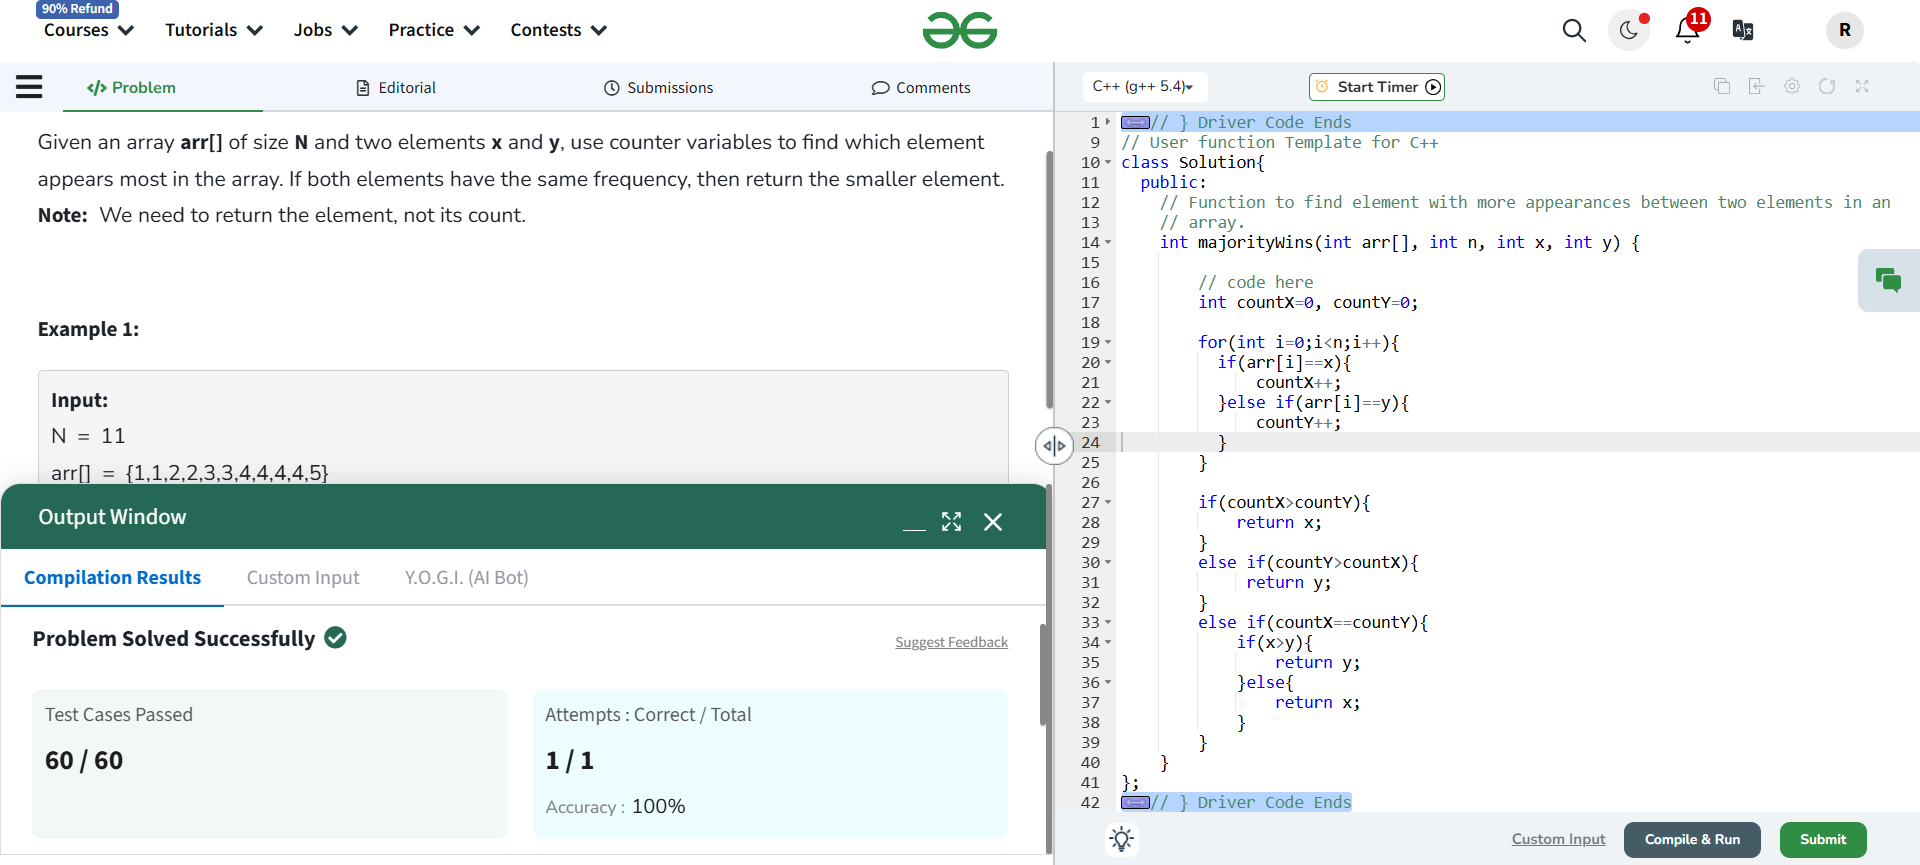 90% Refund
Courses Tutorials Jobs Practice Contests
11
R
</> Problem Editorial Submissions Comments
C++ (g++ 5.4) Start Timer
Given an array arr[] of size N and two elements x and y, use counter variables to find which element
appears most in the array. If both elements have the same frequency, then return the smaller element.
Note: We need to return the element, not its count.
Example 1:
Input:
N = 11
arr[] = {1,1,2,2,3,3,4,4,4,4,5}
Output Window
Compilation Results Custom Input Y.O.G.I. (AI Bot)
Problem Solved Successfully
Suggest Feedback
Test Cases Passed
60 / 60
Attempts : Correct / Total
1 / 1
Accuracy : 100%
1 // } Driver Code Ends
9 // User function Template for C++
10 class Solution{
11 public:
12 // Function to find element with more appearances between two elements in an
13 // array.
14 int majorityWins(int arr[], int n, int x, int y) {
15
16 // code here
17 int countX=0, countY=0;
18
19 for(int i=0;i<n;i++){
20 if(arr[i]==x){
21 countX++;
22 }else if(arr[i]==y){
23 countY++;
24 }
25 }
26
27 if(countX>countY){
28 return x;
29 }
30 else if(countY>countX){
31 return y;
32 }
33 else if(countX==countY){
34 if(x>y){
35 return y;
36 }else{
37 return x;
38 }
39 }
40 }
41 };
42 // } Driver Code Ends
Custom Input Compile & Run Submit